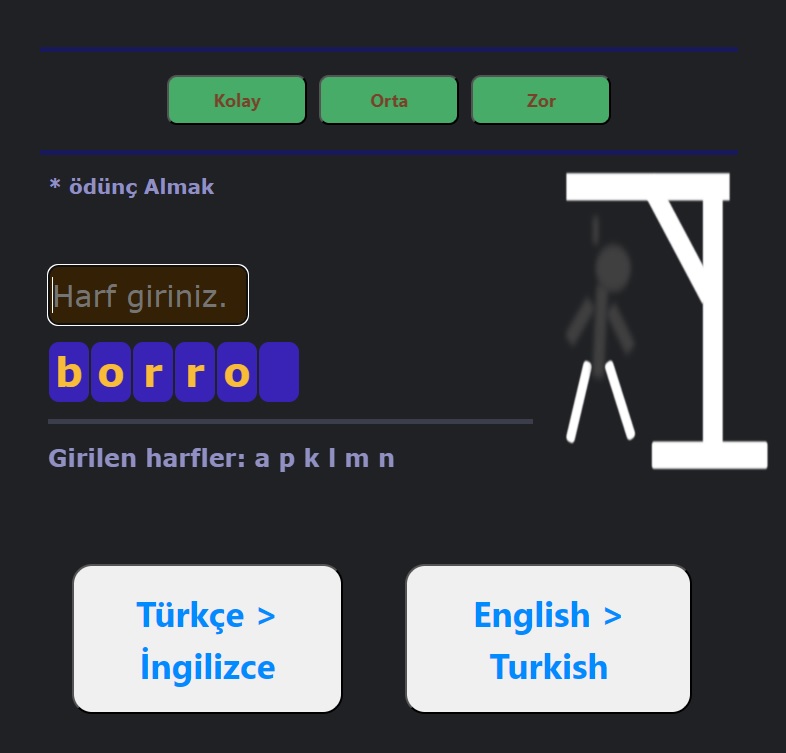 Kolay Orta Zor
* ödünç Almak
Harf giriniz.
b o r r o
Girilen harfler: a p k l m n
Türkçe >
İngilizce
English >
Turkish